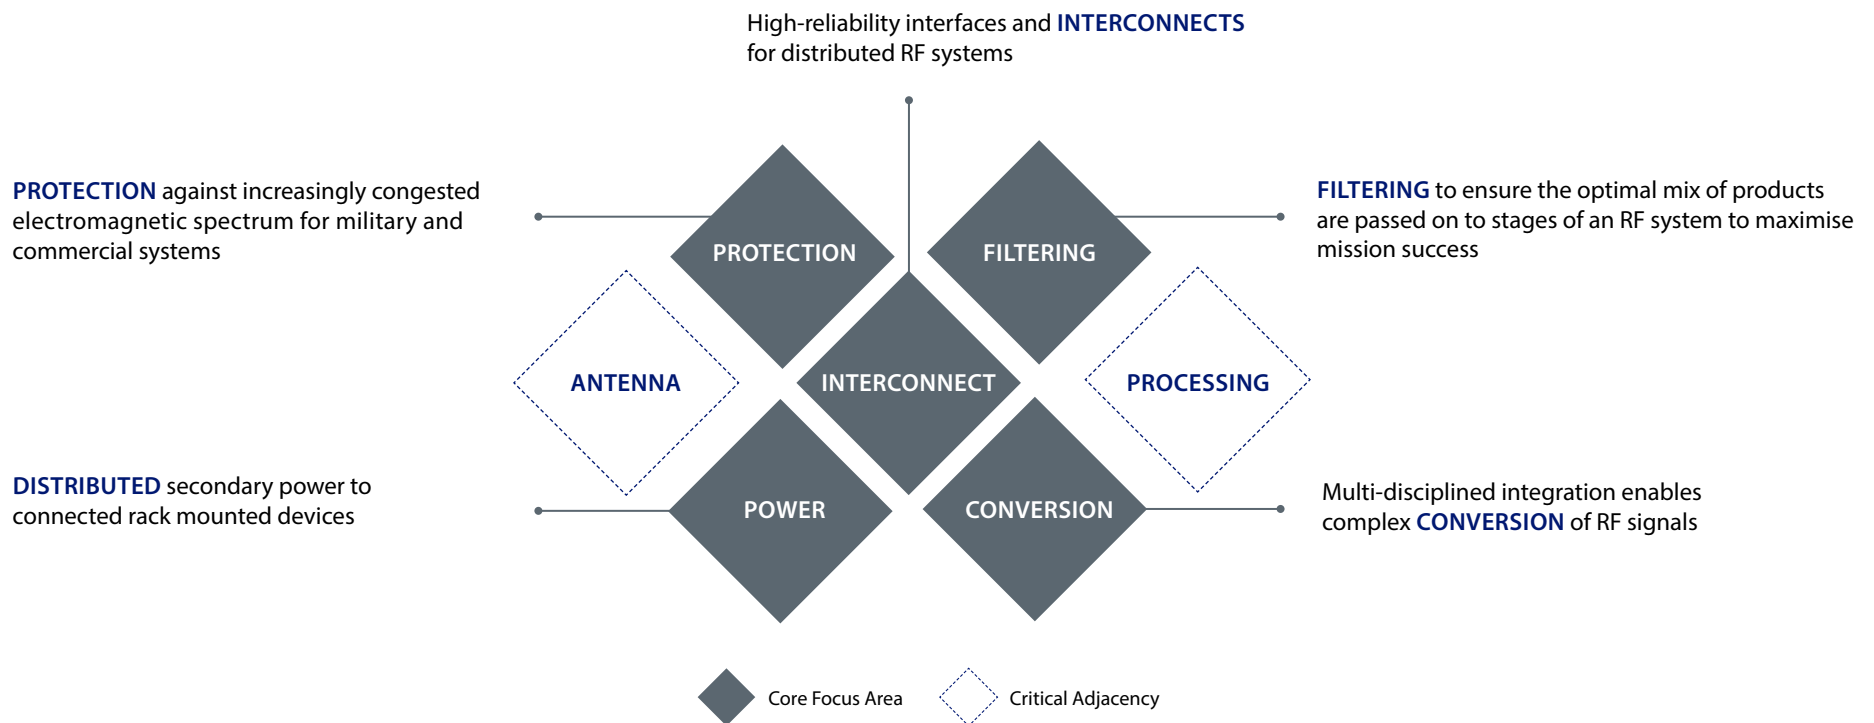 High-reliability interfaces and INTERCONNECTS
for distributed RF systems
PROTECTION against increasingly congested
electromagnetic spectrum for military and
commercial systems
FILTERING to ensure the optimal mix of products
are passed on to stages of an RF system to maximise
mission success
PROTECTION
FILTERING
ANTENNA
INTERCONNECT
PROCESSING
DISTRIBUTED secondary power to
connected rack mounted devices
POWER
CONVERSION
Multi-disciplined integration enables
complex CONVERSION of RF signals
Core Focus Area
Critical Adjacency